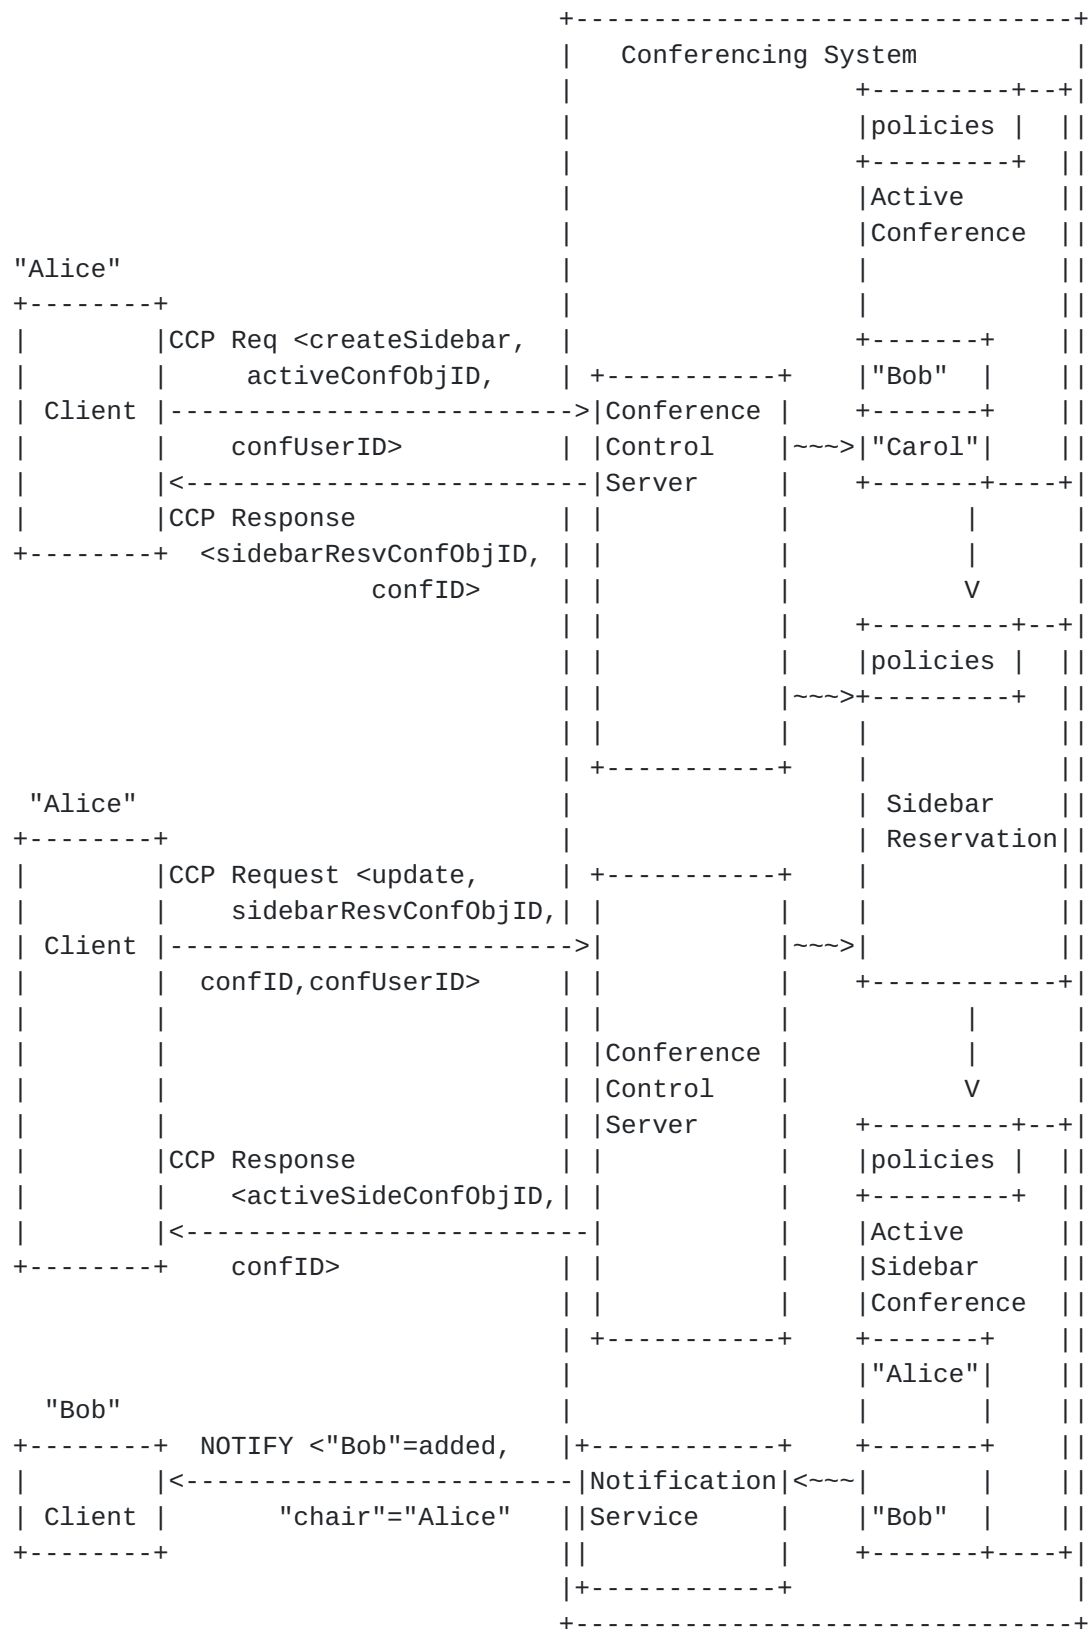 Conferencing System
policies
Active
Conference
"Alice"
CCP Req <createSidebar,
activeConfObjID, "Bob"
Client Conference
confUserID> Control ~~~> "Carol"
Server
CCP Response
<sidebarResvConfObjID,
confID> V
policies
~~~>
"Alice" Sidebar
Reservation
CCP Request <update,
sidebarResvConfObjID,
Client ~~~>
confID,confUserID>
Conference
Control V
Server
CCP Response policies
<activeSideConfObjID,
Active
confID> Sidebar
Conference
"Alice"
"Bob"
NOTIFY <"Bob"=added,
Notification <~~~
Client "chair"="Alice" Service "Bob"